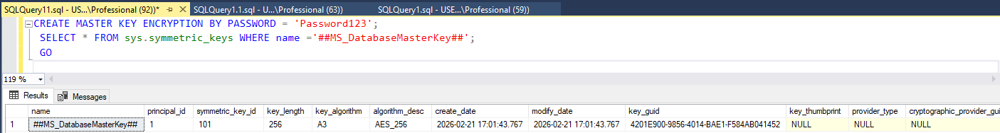 SQLQuery11.sql - US...\Professional (92))* SQLQuery1.1.sql - U...\Professional (63)) SQLQuery1.sql - USE...\Professional (59))
CREATE MASTER KEY ENCRYPTION BY PASSWORD = 'Password123';
SELECT * FROM sys.symmetric_keys WHERE name ='##MS_DatabaseMasterKey##';
GO
119 %
Results Messages
name principal_id symmetric_key_id key_length key_algorithm algorithm_desc create_date modify_date key_guid key_thumbprint provider_type cryptographic_provider_gui
1 ##MS_DatabaseMasterKey## 1 101 256 A3 AES_256 2026-02-21 17:01:43.767 2026-02-21 17:01:43.767 4201E900-9856-4014-BAE1-F584AB041452 NULL NULL NULL